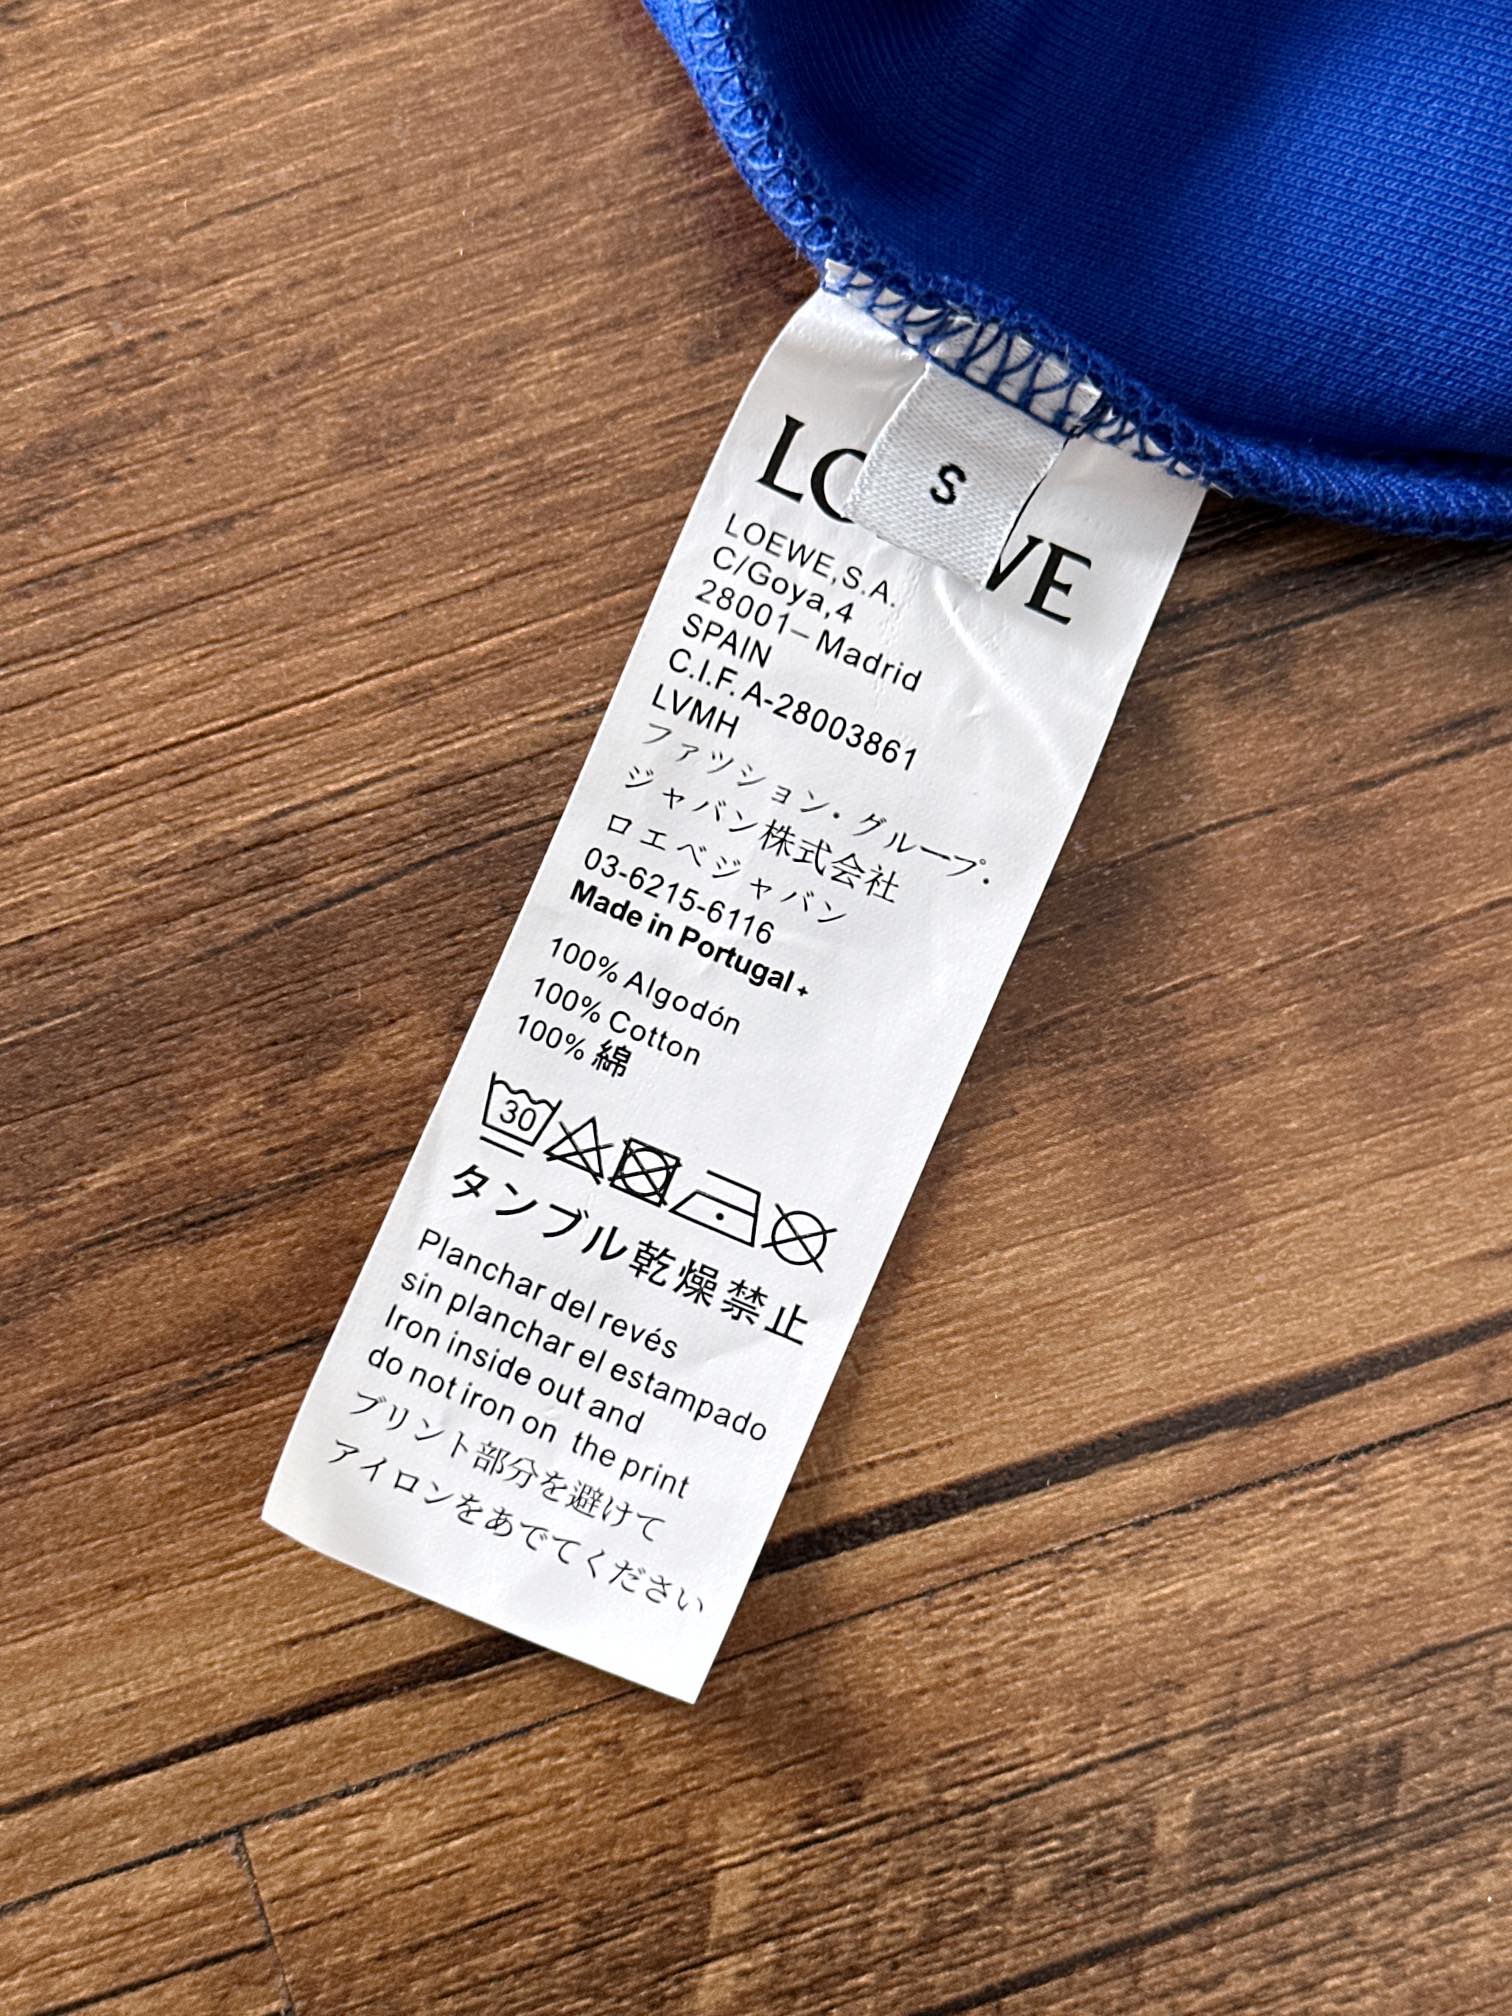 LO WE
S
LOEWE,S.A.
C/Goya,4
28001– Madrid
SPAIN
C.I.F. A-28003861
LVMH
ファッション・グループ・
ジャバン株式会社
ロエベジャバン
03-6215-6116
Made in Portugal +
100% Algodón
100% Cotton
100% 綿
30
タンブル乾燥禁止
Planchar del revés
sin planchar el estampado
Iron inside out and
do not iron on the print
プリント部分を避けて
アイロンをあでてください